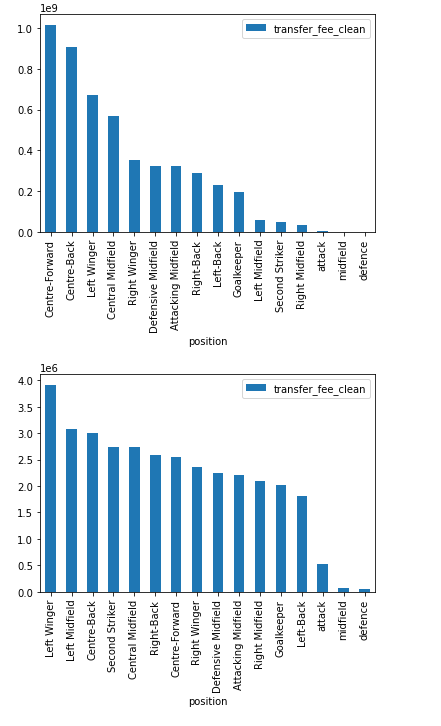 1e9
transfer_fee_clean
1.0
0.8
0.6
0.4
0.2
0.0
Centre-Forward
Centre-Back
Left Winger
Central Midfield
Right Winger
Defensive Midfield
Attacking Midfield
Right-Back
Left-Back
Goalkeeper
Left Midfield
Second Striker
Right Midfield
attack
midfield
defence
position
1e6
transfer_fee_clean
4.0
3.5
3.0
2.5
2.0
1.5
1.0
0.5
0.0
Left Winger
Left Midfield
Centre-Back
Second Striker
Central Midfield
Right-Back
Centre-Forward
Right Winger
Defensive Midfield
Attacking Midfield
Right Midfield
Goalkeeper
Left-Back
attack
midfield
defence
position